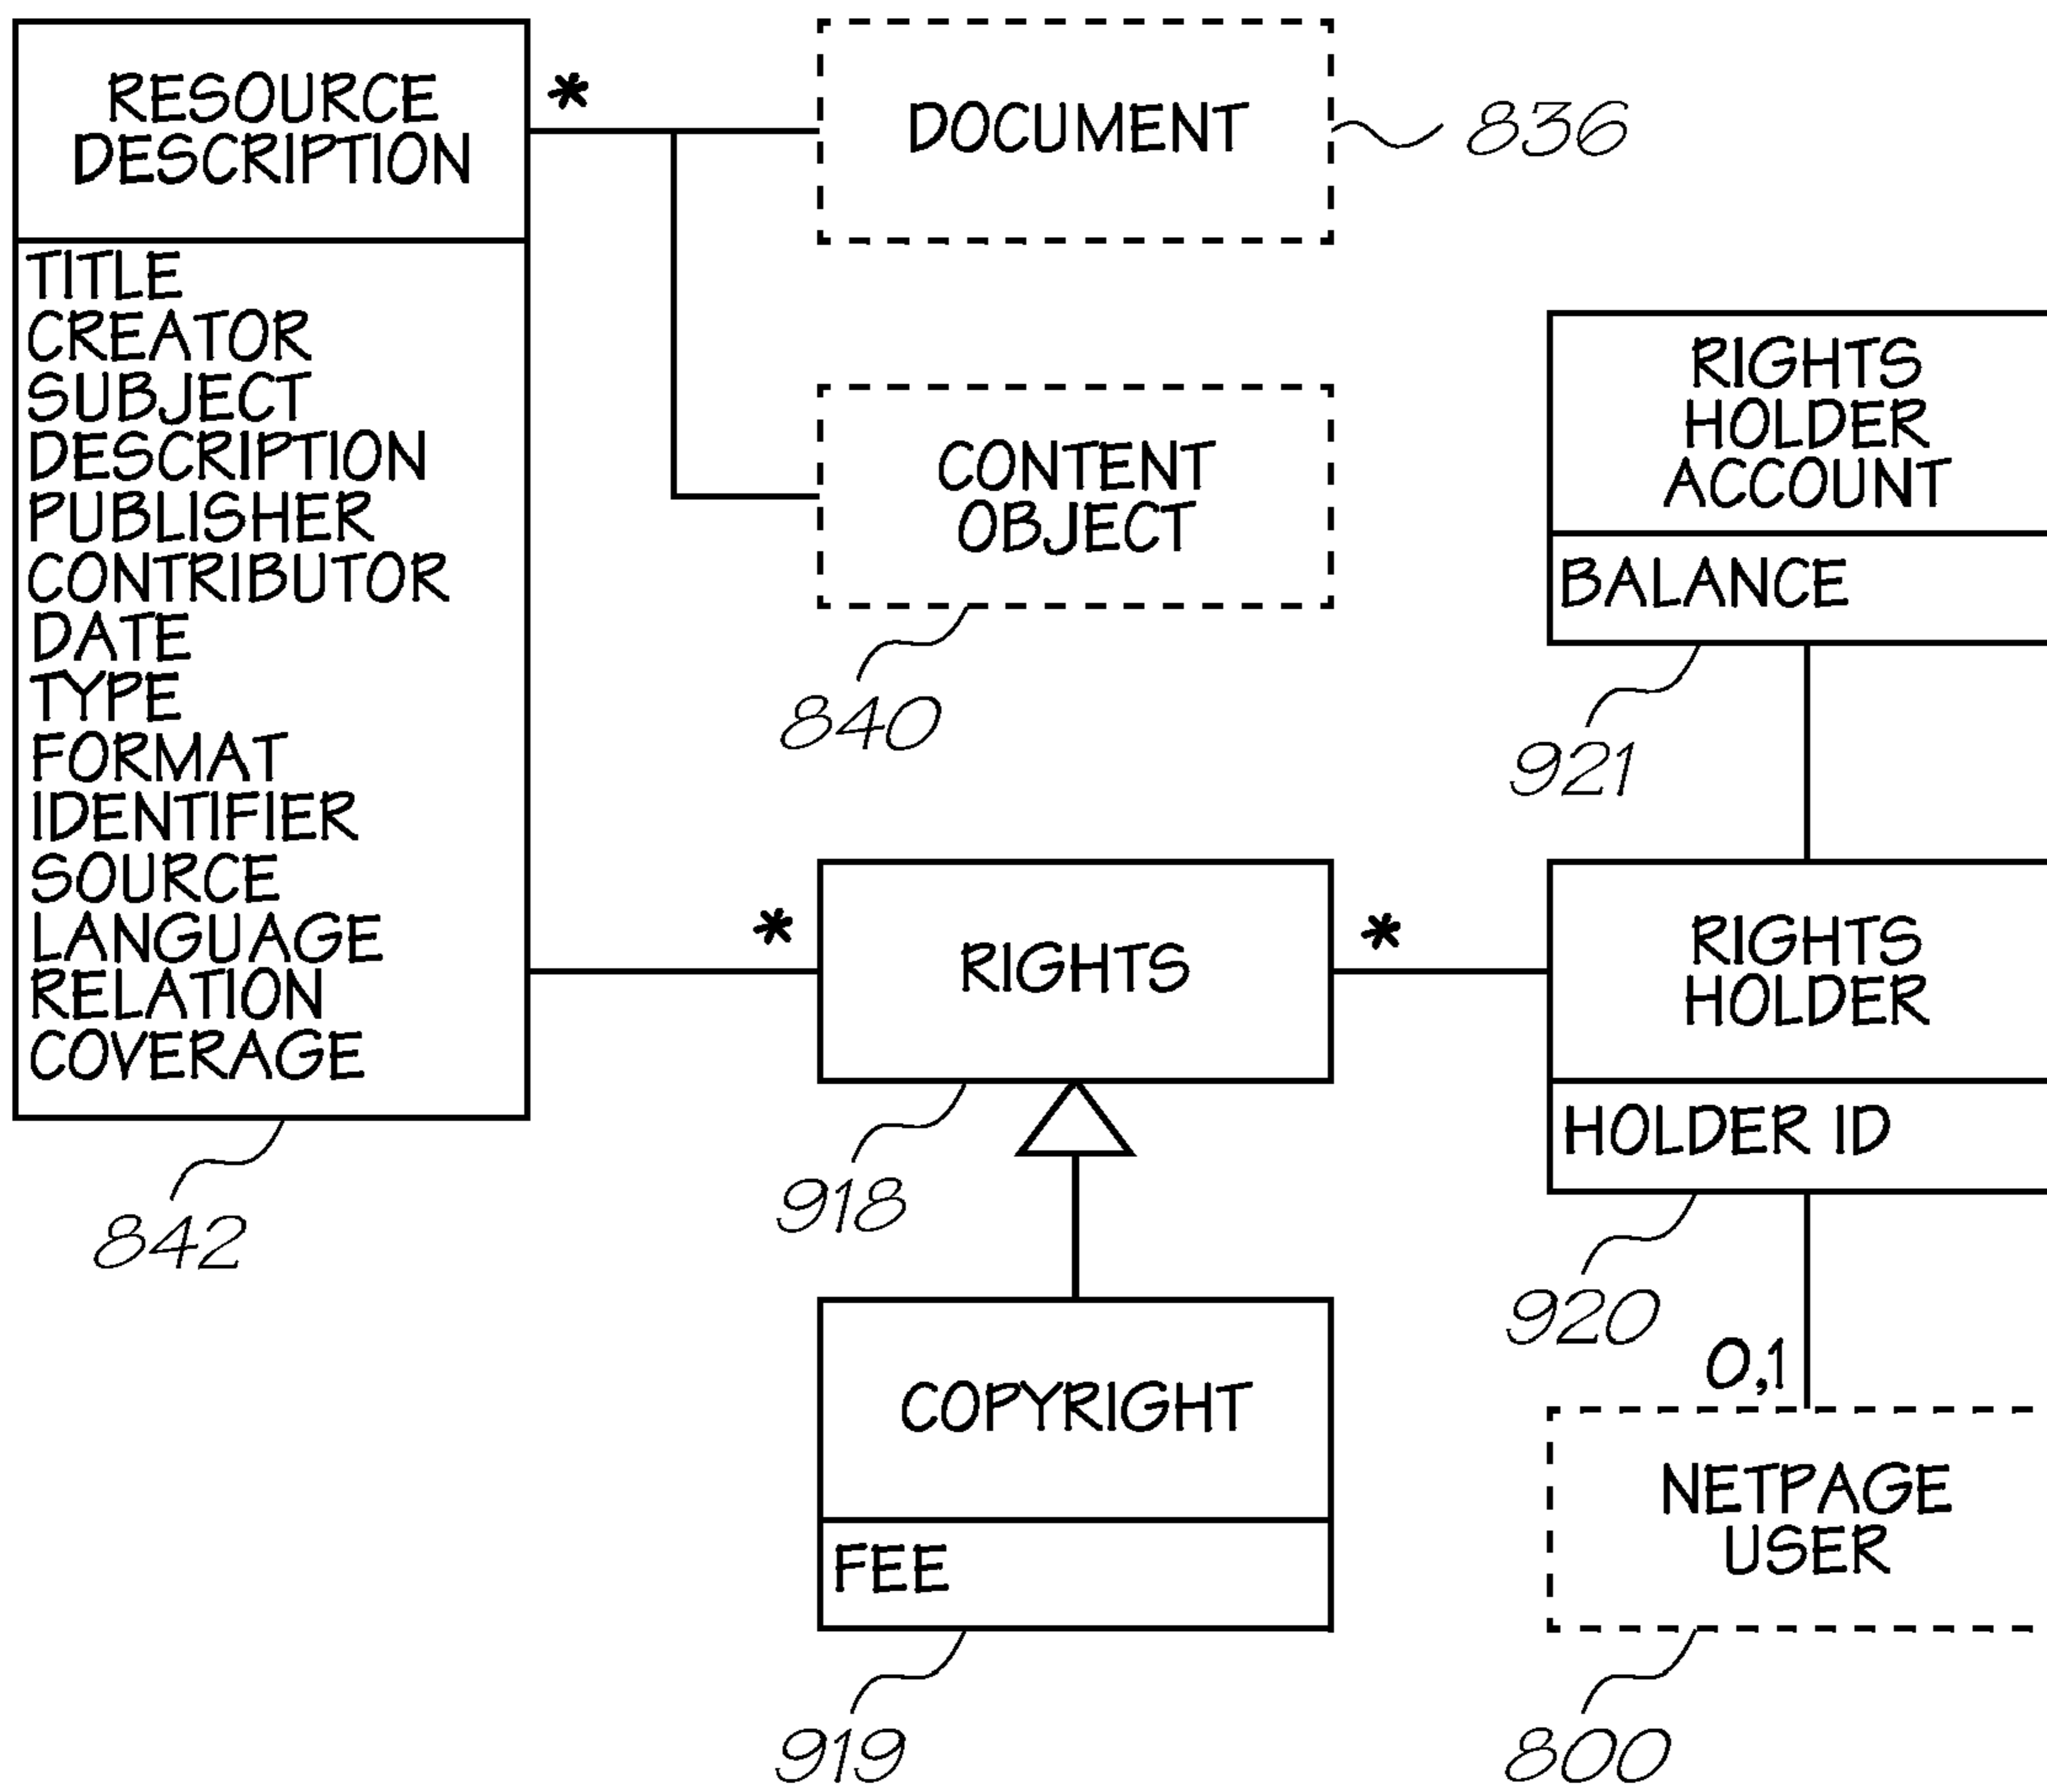 RESOURCE
DESCRIPTION
TITLE
CREATOR
SUBJECT
DESCRIPTION
PUBLISHER
CONTRIBUTOR
DATE
TYPE
FORMAT
IDENTIFIER
SOURCE
LANGUAGE
RELATION
COVERAGE
842
*
DOCUMENT
836
CONTENT
OBJECT
840
RIGHTS
HOLDER
ACCOUNT
BALANCE
921
*
RIGHTS
918
*
RIGHTS
HOLDER
HOLDER ID
920
COPYRIGHT
FEE
919
0,1
NETPAGE
USER
800